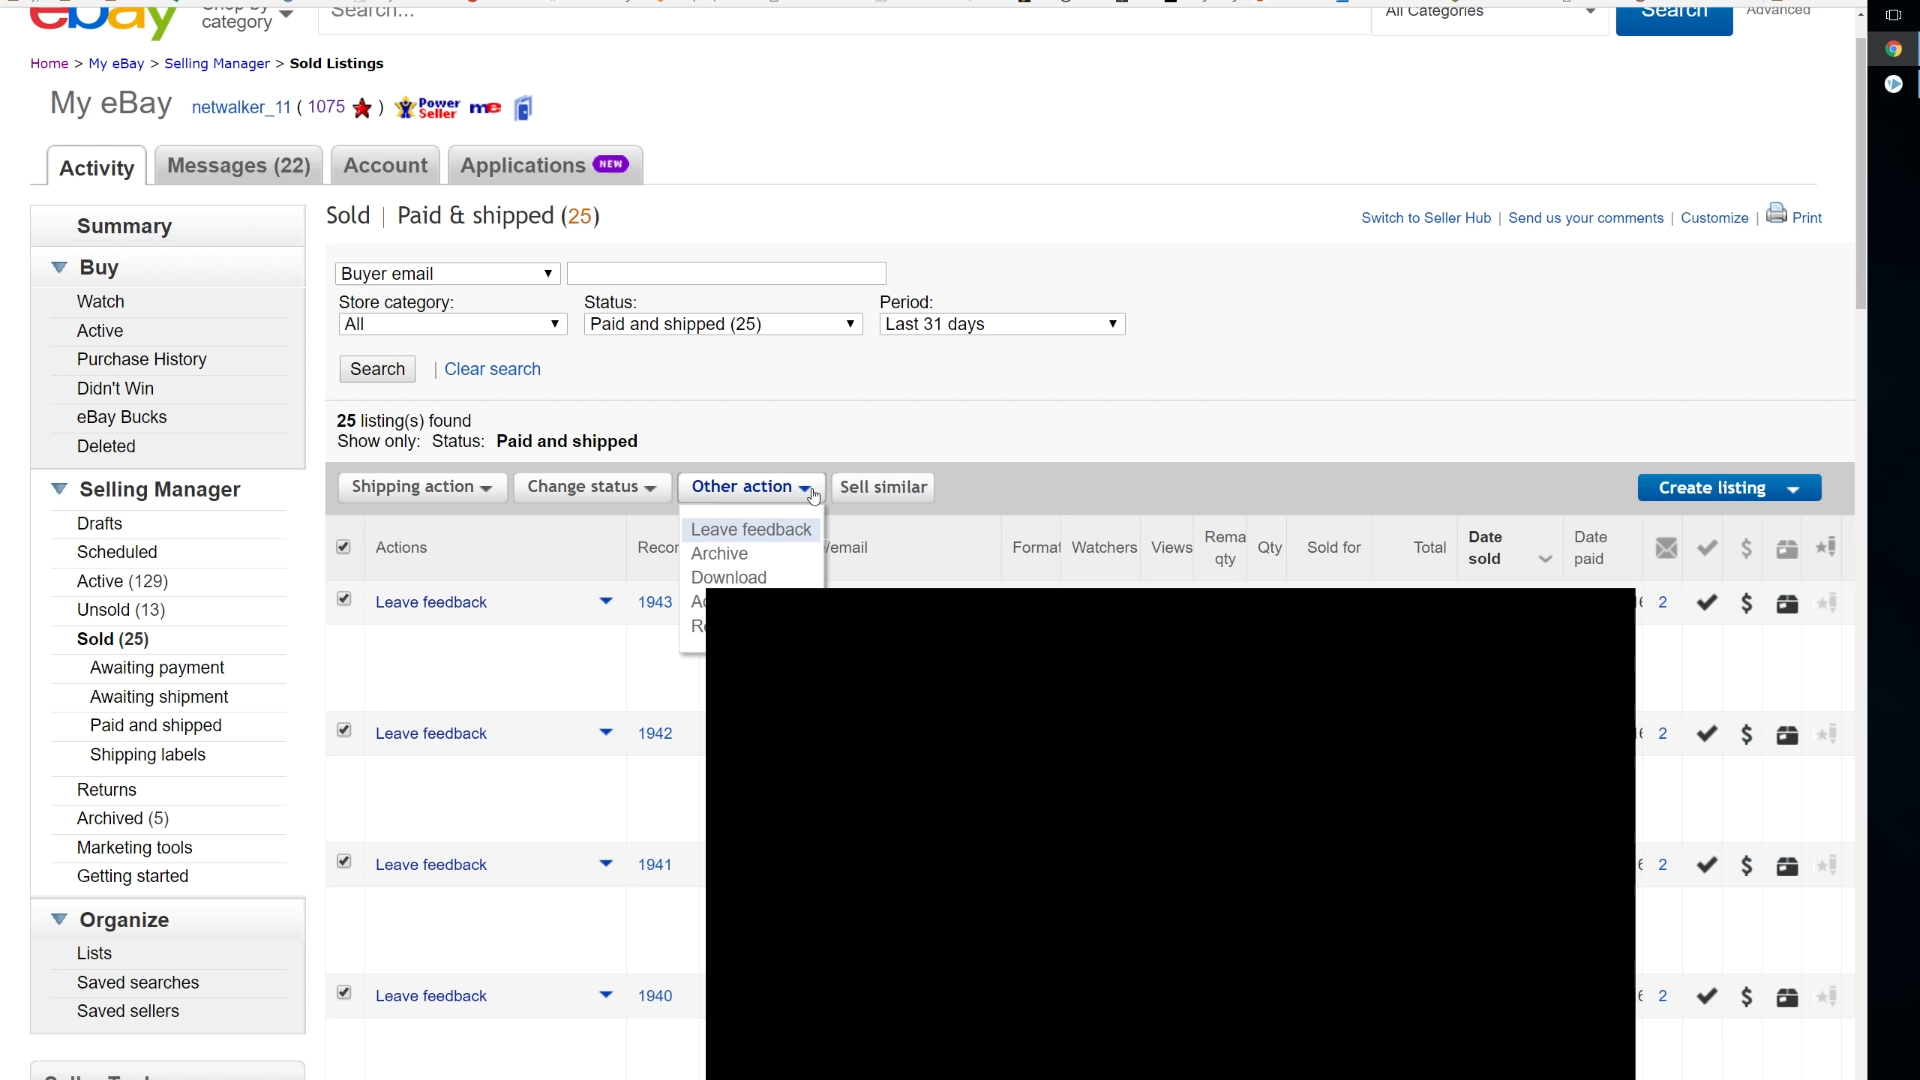 ebay
Shop by
category
Search...
All Categories
Search
Advanced
Home > My eBay > Selling Manager > Sold Listings
My eBay netwalker_11 ( 1075 ) Power Seller me
Activity
Messages (22)
Account
Applications NEW
Summary
Buy
Watch
Active
Purchase History
Didn't Win
eBay Bucks
Deleted
Selling Manager
Drafts
Scheduled
Active (129)
Unsold (13)
Sold (25)
Awaiting payment
Awaiting shipment
Paid and shipped
Shipping labels
Returns
Archived (5)
Marketing tools
Getting started
Organize
Lists
Saved searches
Saved sellers
Sold | Paid & shipped (25)
Switch to Seller Hub | Send us your comments | Customize | Print
Buyer email
Store category: Status: Period:
All Paid and shipped (25) Last 31 days
Search | Clear search
25 listing(s) found
Show only: Status: Paid and shipped
Shipping action Change status Other action Sell similar Create listing
Leave feedback
Archive
Download
Actions /email Watchers Views qty Qty Sold for Total Date sold Date paid $
Leave feedback 1943 2 $
Leave feedback 1942 2 $
Leave feedback 1941 2 $
Leave feedback 1940 2 $